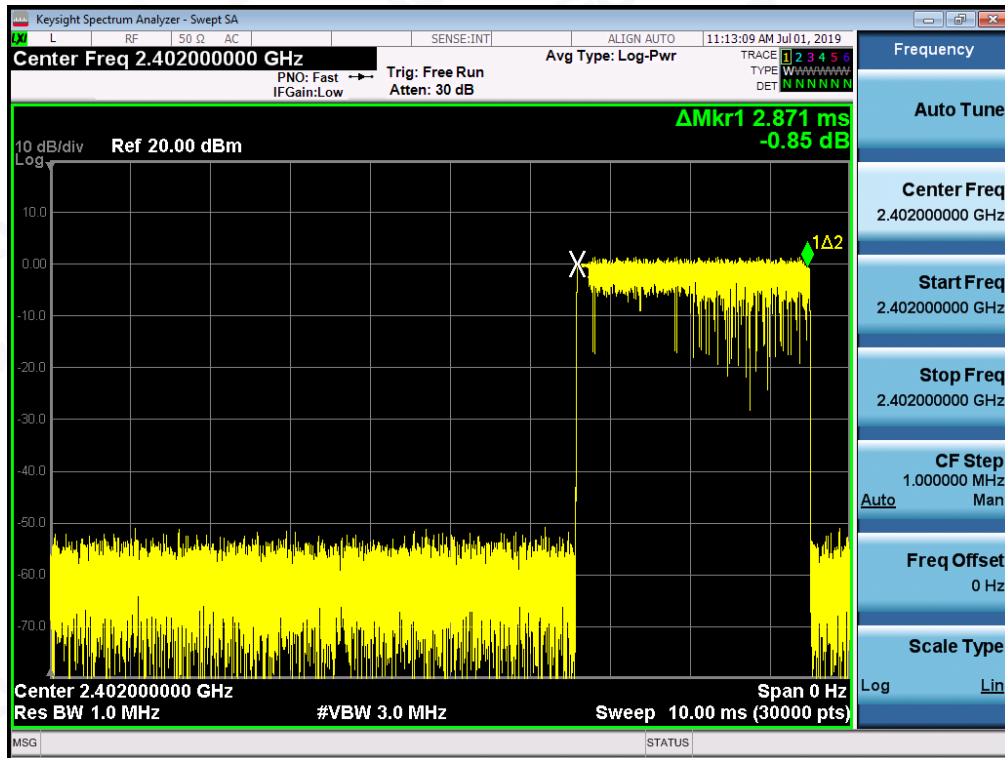 Keysight Spectrum Analyzer - Swept SA
LXI L RF 50 Ω AC SENSE:INT ALIGN AUTO 11:13:09 AM Jul 01, 2019
Center Freq 2.402000000 GHz
PNO: Fast
IFGain:Low
Trig: Free Run
Atten: 30 dB
Avg Type: Log-Pwr
TRACE 1 2 3 4 5 6
TYPE WWWWWWW
DET N N N N N N
ΔMkr1 2.871 ms
-0.85 dB
10 dB/div
Log
Ref 20.00 dBm
10.0
0.00
-10.0
-20.0
-30.0
-40.0
-50.0
-60.0
-70.0
1Δ2
Center 2.402000000 GHz
Span 0 Hz
Res BW 1.0 MHz
#VBW 3.0 MHz
Sweep 10.00 ms (30000 pts)
MSG
STATUS
Frequency
Auto Tune
Center Freq
2.402000000 GHz
Start Freq
2.402000000 GHz
Stop Freq
2.402000000 GHz
CF Step
1.000000 MHz
Auto Man
Freq Offset
0 Hz
Scale Type
Log Lin